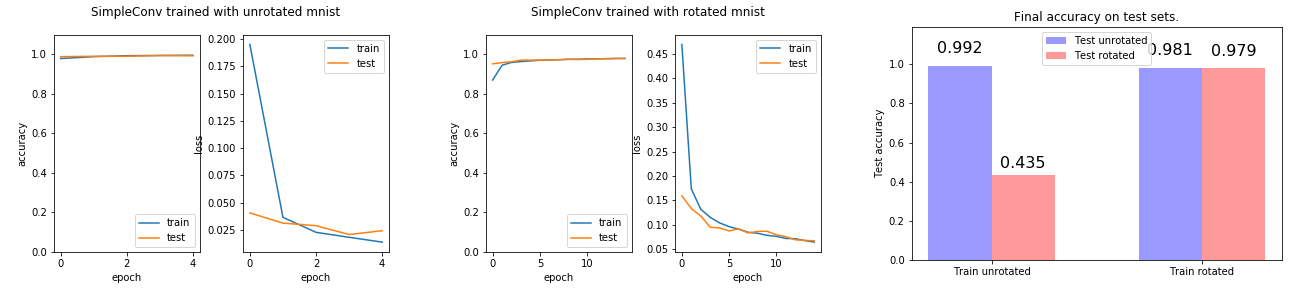 SimpleConv trained with unrotated mnist
1.0
0.8
0.6
0.4
0.2
0.0
accuracy
0
2
4
epoch
train
test
0.200
0.175
0.150
0.125
0.100
0.075
0.050
0.025
loss
0
2
4
epoch
train
test
SimpleConv trained with rotated mnist
1.0
0.8
0.6
0.4
0.2
0.0
accuracy
0
5
10
epoch
train
test
0.45
0.40
0.35
0.30
0.25
0.20
0.15
0.10
0.05
loss
0
5
10
epoch
train
test
Final accuracy on test sets.
Test unrotated
Test rotated
0.992
0.435
0.981
0.979
1.0
0.8
0.6
0.4
0.2
0.0
Test accuracy
Train unrotated
Train rotated